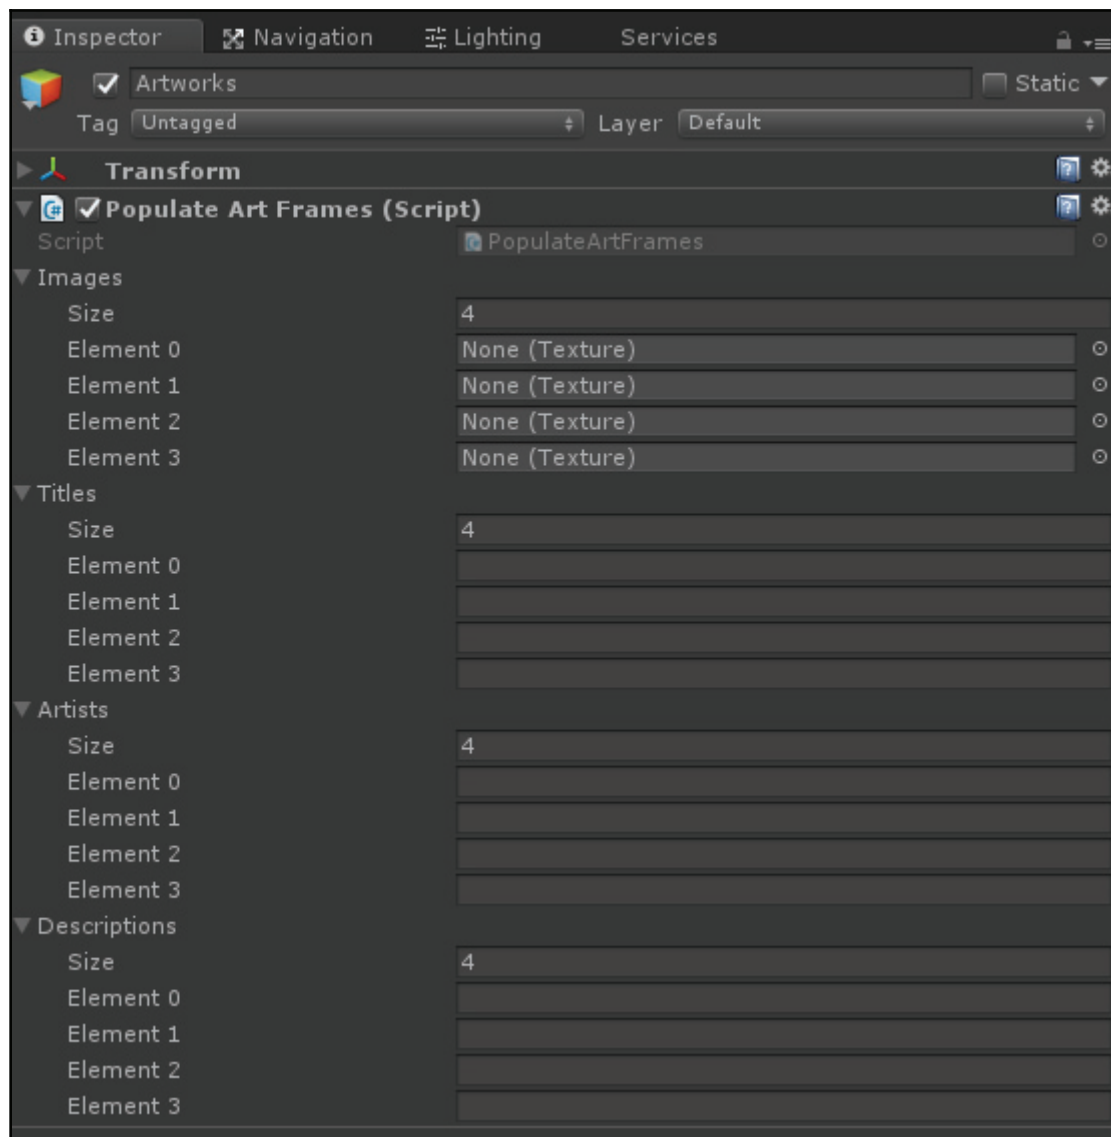 Inspector Navigation Lighting Services
Artworks Static
Tag Untagged Layer Default
Transform
Populate Art Frames (Script)
Script PopulateArtFrames
Images
Size 4
Element 0 None (Texture)
Element 1 None (Texture)
Element 2 None (Texture)
Element 3 None (Texture)
Titles
Size 4
Element 0
Element 1
Element 2
Element 3
Artists
Size 4
Element 0
Element 1
Element 2
Element 3
Descriptions
Size 4
Element 0
Element 1
Element 2
Element 3